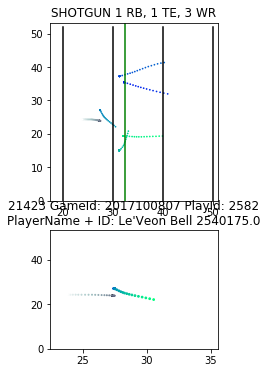 SHOTGUN 1 RB, 1 TE, 3 WR
50
40
30
20
10
0
20 30 40 50
21423 GameId: 2017100807 PlayId: 2582
PlayerName + ID: Le'Veon Bell 2540175.0
40
20
0
25 30 35